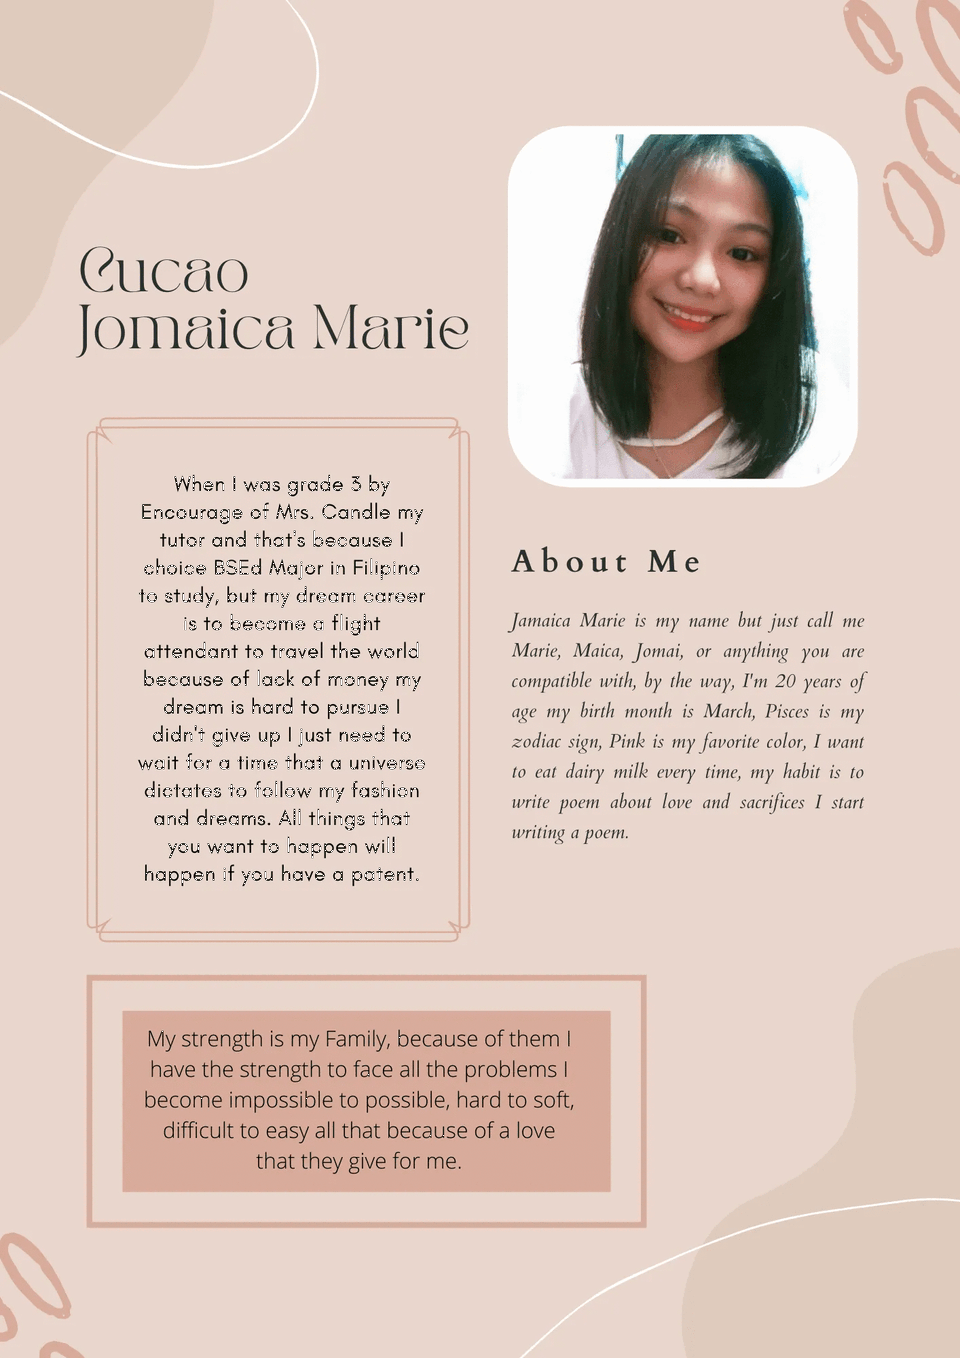 Cucao
Jomaica Marie
When I was grade 3 by
Encourage of Mrs. Candle my
tutor and that's because I
choice BSEd Major in Filipino
to study, but my dream career
is to become a flight
attendant to travel the world
because of lack of money my
dream is hard to pursue I
didn't give up I just need to
wait for a time that a universe
dictates to follow my fashion
and dreams. All things that
you want to happen will
happen if you have a patent.
About Me
Jamaica Marie is my name but just call me
Marie, Maica, Jomai, or anything you are
compatible with, by the way, I'm 20 years of
age my birth month is March, Pisces is my
zodiac sign, Pink is my favorite color, I want
to eat dairy milk every time, my habit is to
write poem about love and sacrifices I start
writing a poem.
My strength is my Family, because of them I
have the strength to face all the problems I
become impossible to possible, hard to soft,
difficult to easy all that because of a love
that they give for me.